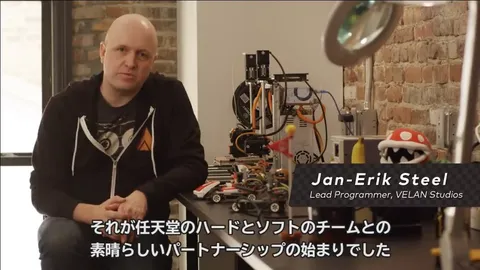 Jan-Erik Steel
Lead Programmer, VELAN Studios
それが任天堂のハードとソフトのチームとの
素晴らしいパートナーシップの始まりでした